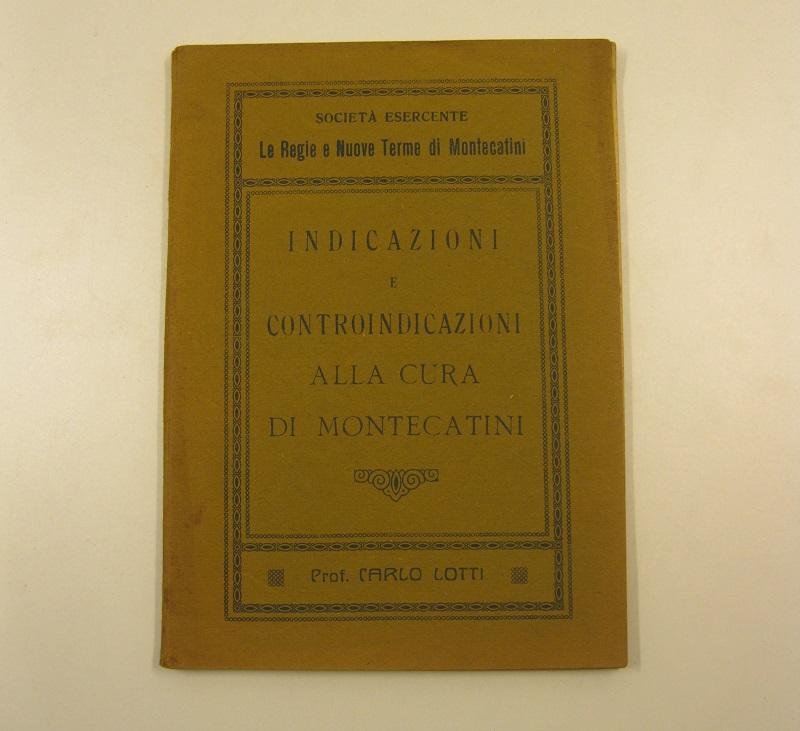 SOCIETÀ ESERCENTE
Le Regie e Nuove Terme di Montecatini
INDICAZIONI
E
CONTROINDICAZIONI
ALLA CURA
DI MONTECATINI
Prof. CARLO LOTTI